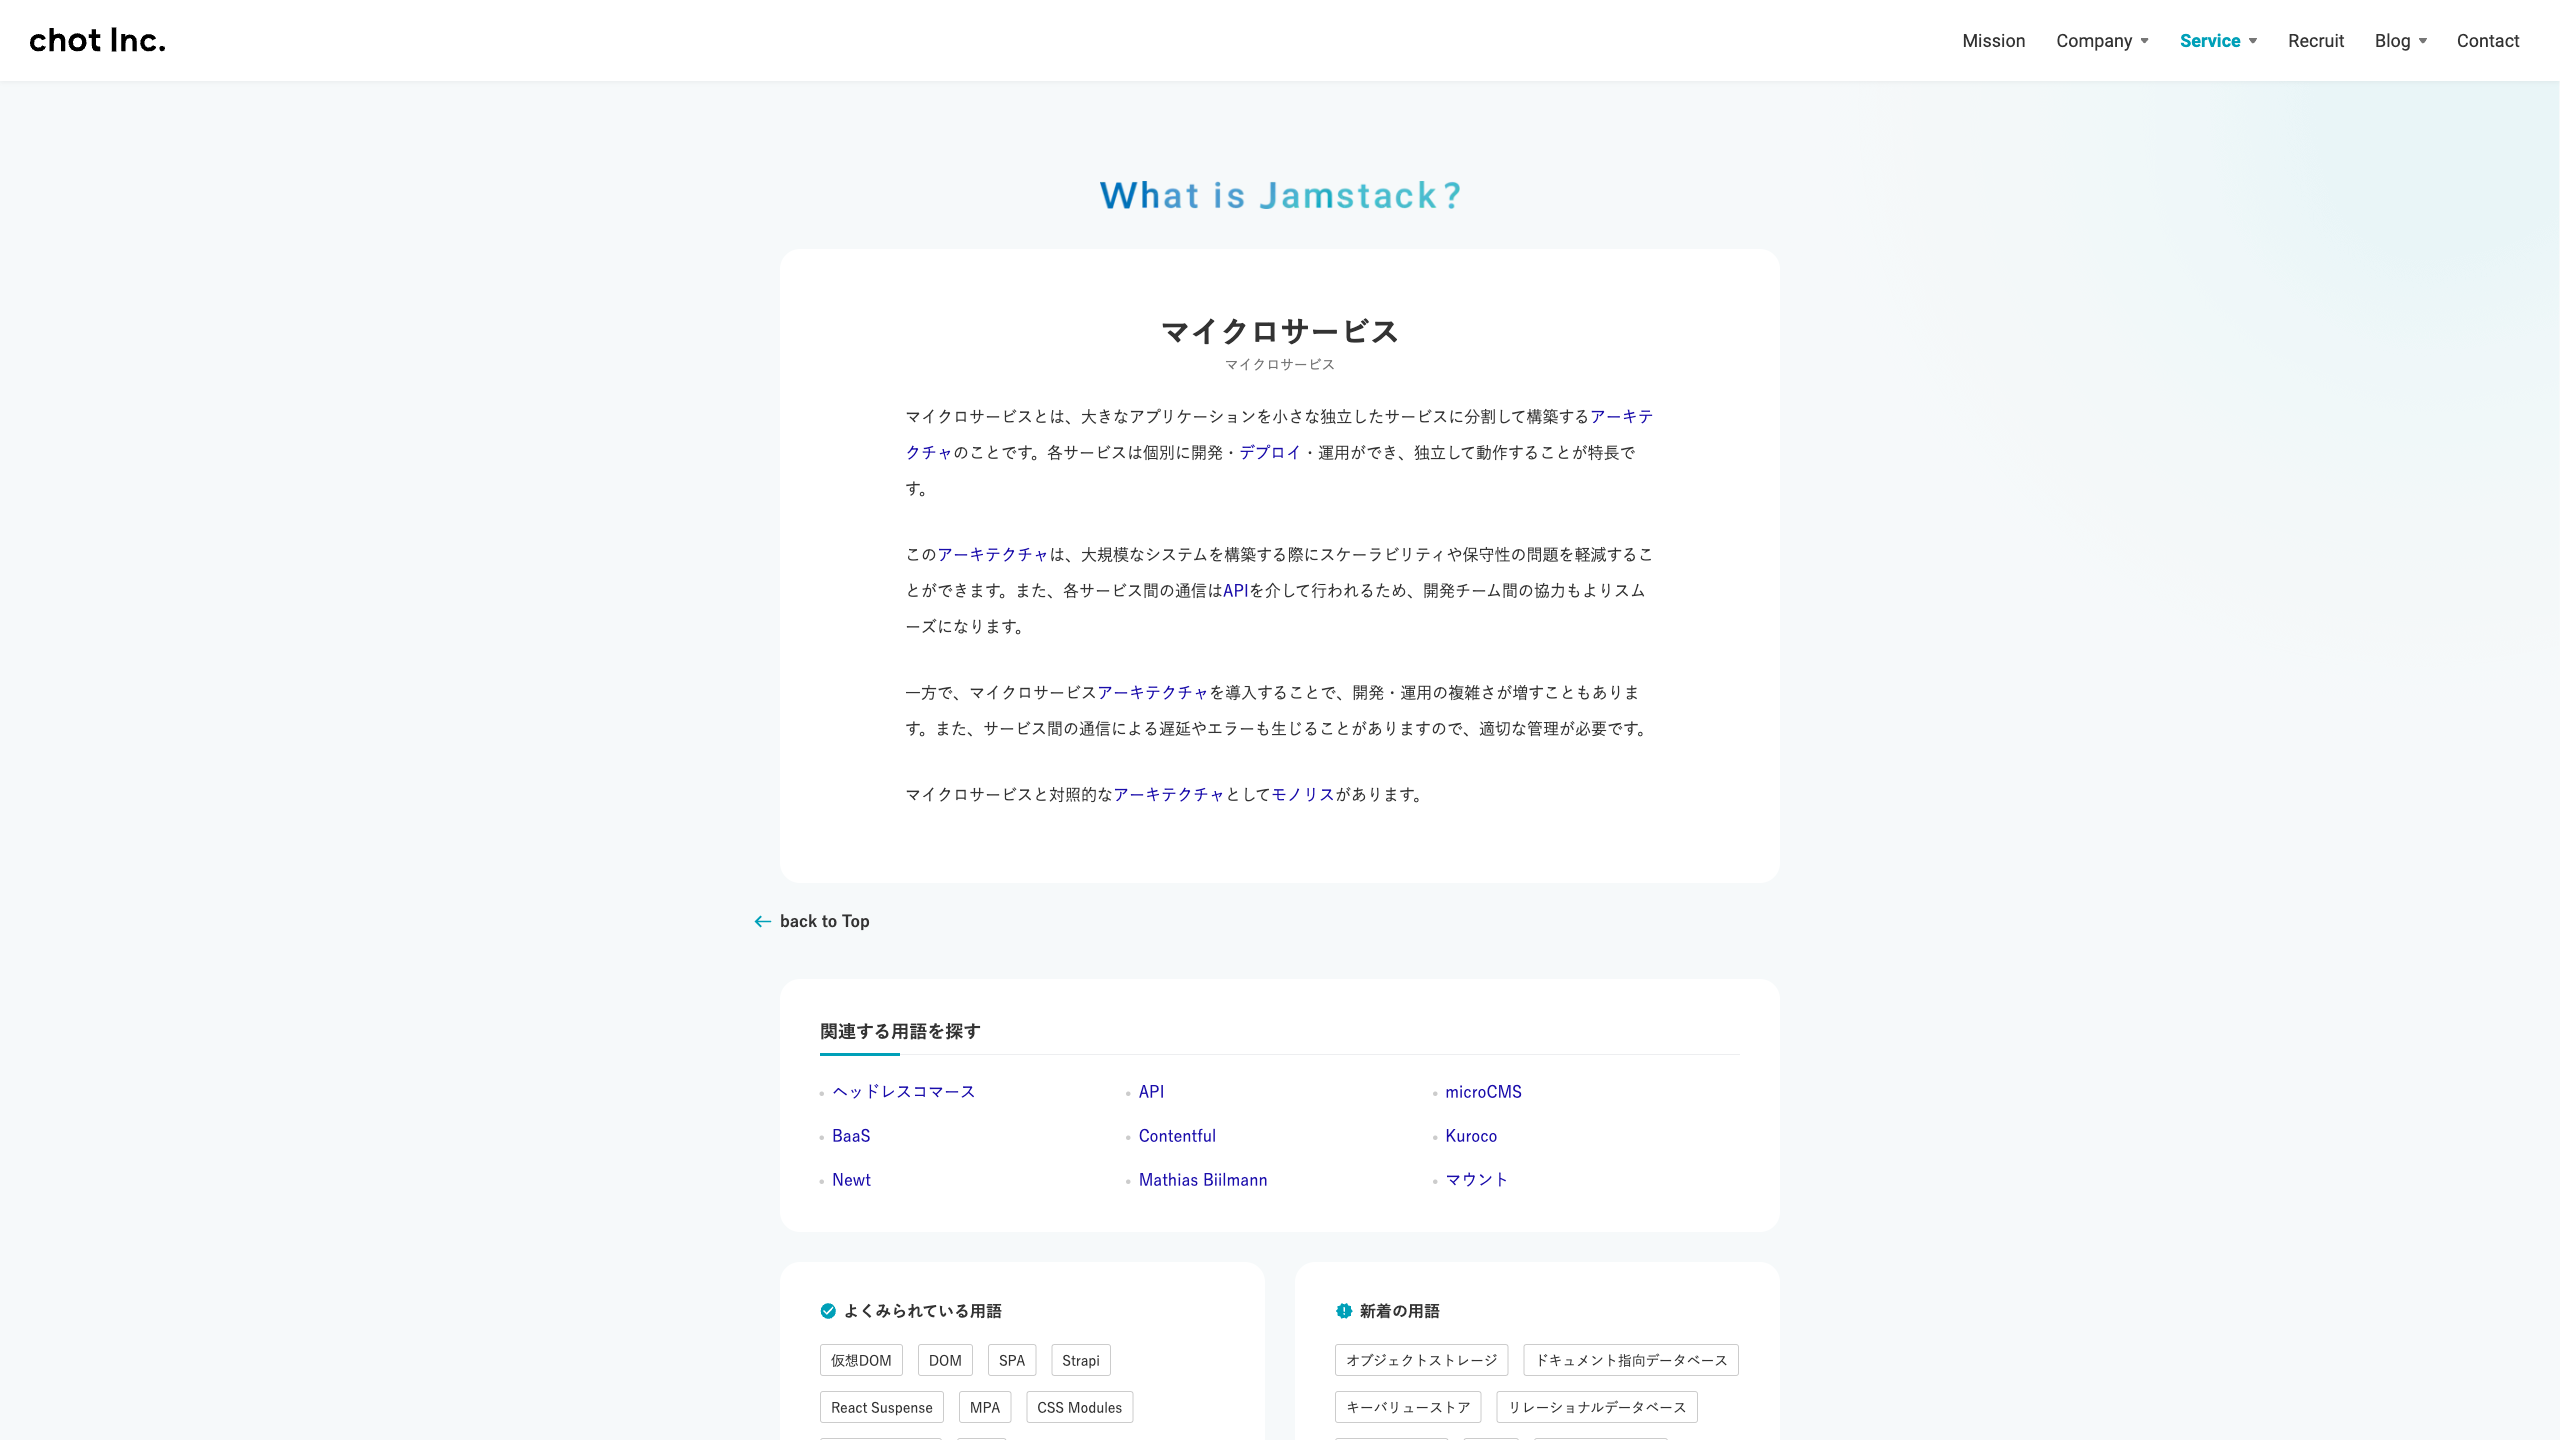 chot Inc.
Mission Company Service Recruit Blog Contact
What is Jamstack?
マイクロサービス
マイクロサービス
マイクロサービスとは、大きなアプリケーションを小さな独立したサービスに分割して構築するアーキテ
クチャのことです。各サービスは個別に開発・デプロイ・運用ができ、独立して動作することが特長で
す。
このアーキテクチャは、大規模なシステムを構築する際にスケーラビリティや保守性の問題を軽減するこ
とができます。また、各サービス間の通信はAPIを介して行われるため、開発チーム間の協力もよりスム
ーズになります。
一方で、マイクロサービスアーキテクチャを導入することで、開発・運用の複雑さが増すこともありま
す。また、サービス間の通信による遅延やエラーも生じることがありますので、適切な管理が必要です。
マイクロサービスと対照的なアーキテクチャとしてモノリスがあります。
back to Top
関連する用語を探す
ヘッドレスコマース API microCMS
BaaS Contentful Kuroco
Newt Mathias Biilmann マウント
よくみられている用語
仮想DOM DOM SPA Strapi
React Suspense MPA CSS Modules
新着の用語
オブジェクトストレージ ドキュメント指向データベース
キーバリューストア リレーショナルデータベース